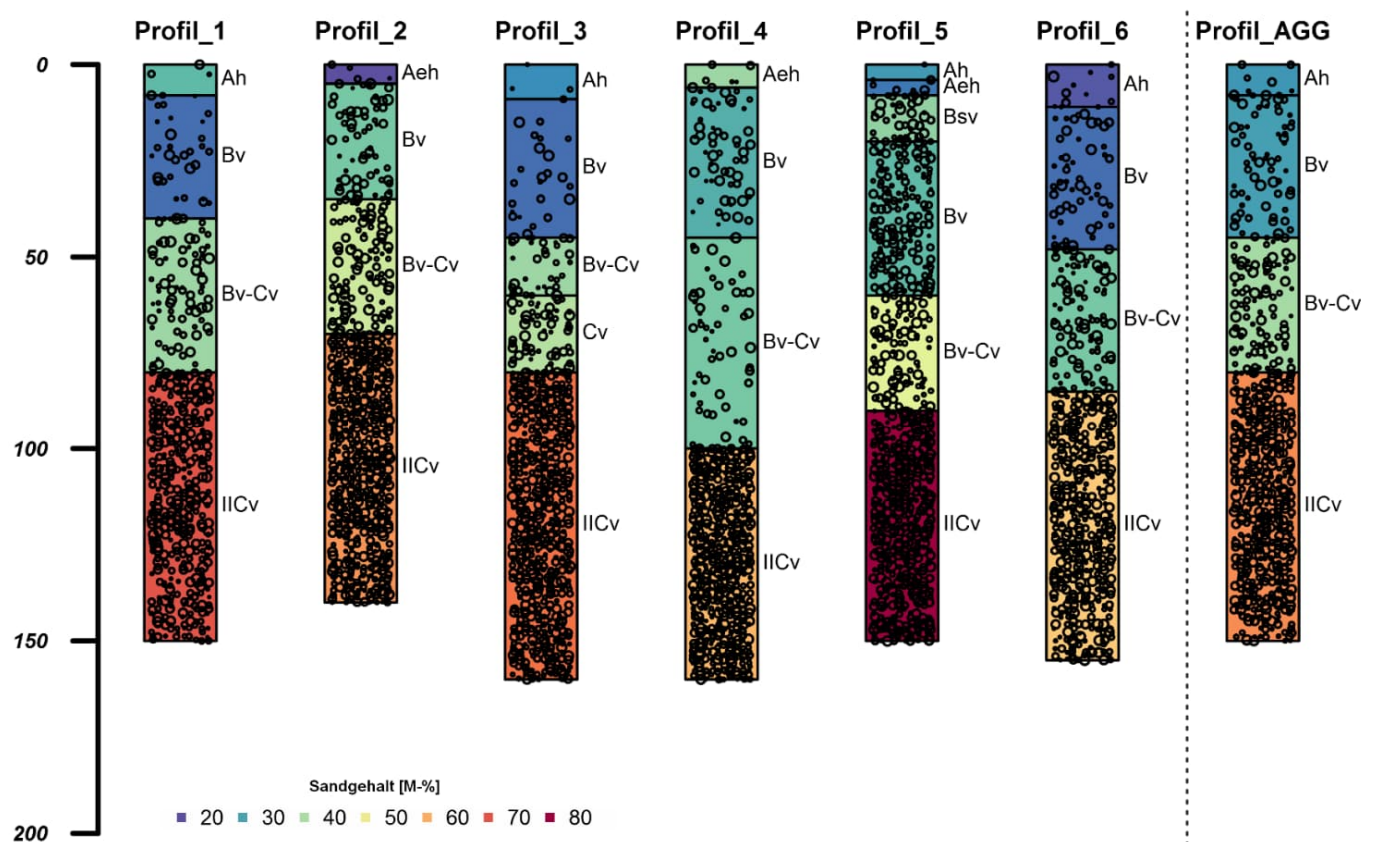 Profil_1 Profil_2 Profil_3 Profil_4 Profil_5 Profil_6 Profil_AGG
0
50
100
150
200
Ah
Bv
Bv-Cv
IICv
Aeh
Bv
Bv-Cv
IICv
Ah
Bv
Bv-Cv
Cv
IICv
Aeh
Bv
Bv-Cv
IICv
Ah
Aeh
Bsv
Bv
Bv-Cv
IICv
Ah
Bv
Bv-Cv
IICv
Ah
Bv
Bv-Cv
IICv
Sandgehalt [M-%]
20 30 40 50 60 70 80